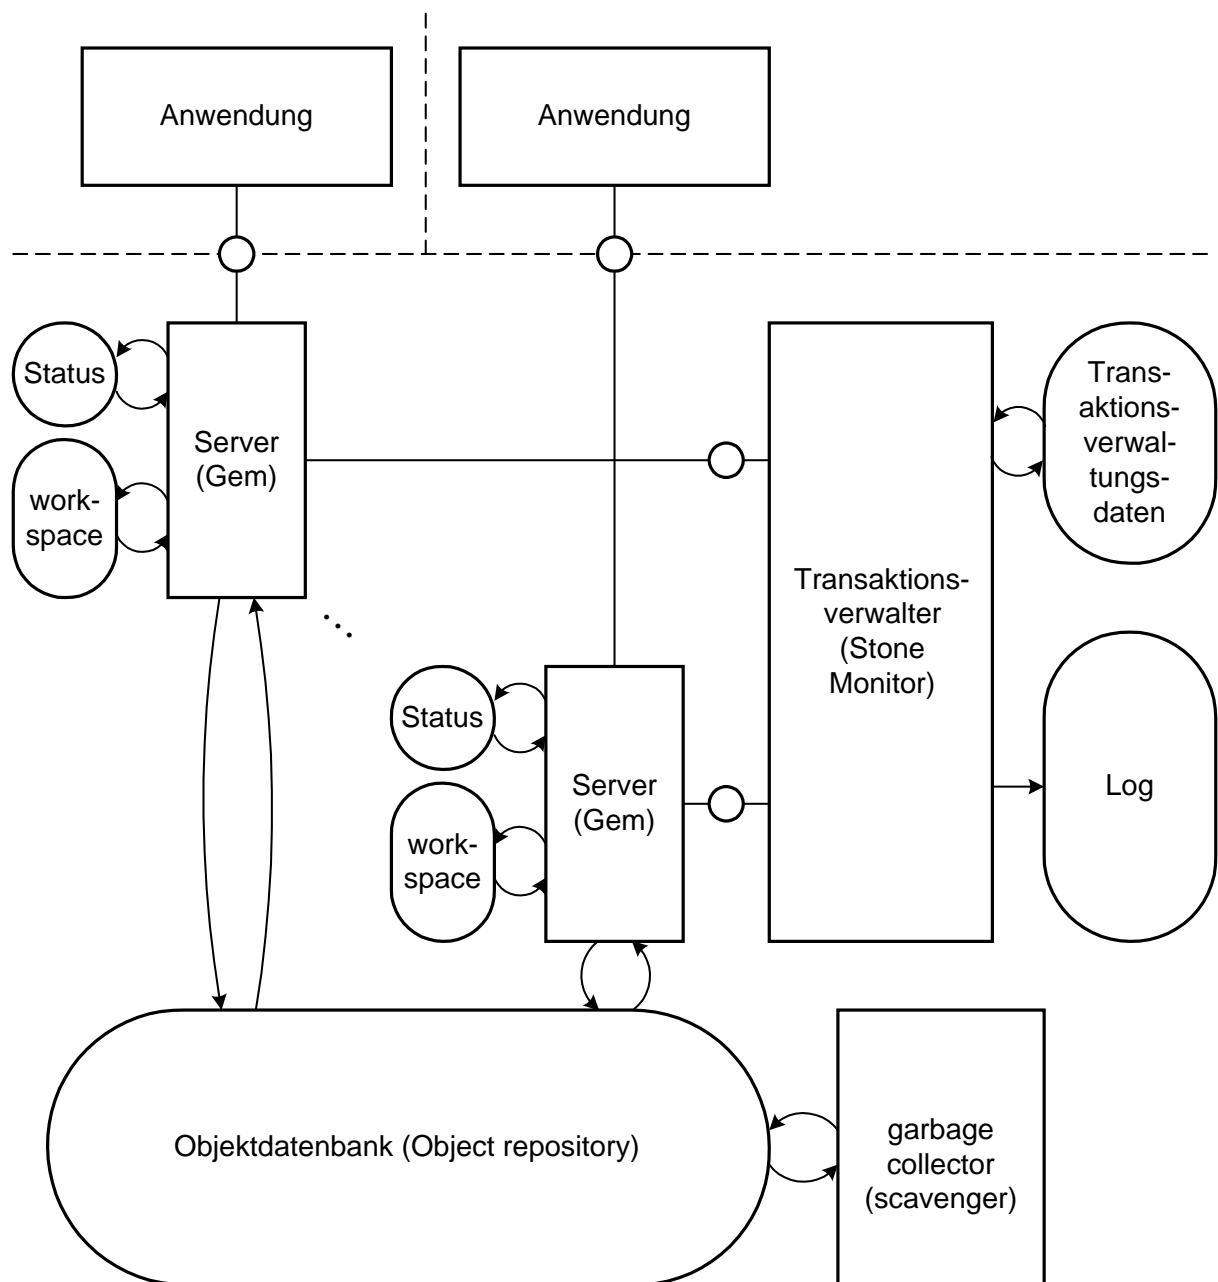 Anwendung
Anwendung
Status
Server
(Gem)
work-
space
Trans-
aktions-
verwal-
tungs-
daten
Transaktions-
verwalter
(Stone
Monitor)
Status
Server
(Gem)
work-
space
Log
Objektdatenbank (Object repository)
garbage
collector
(scavenger)